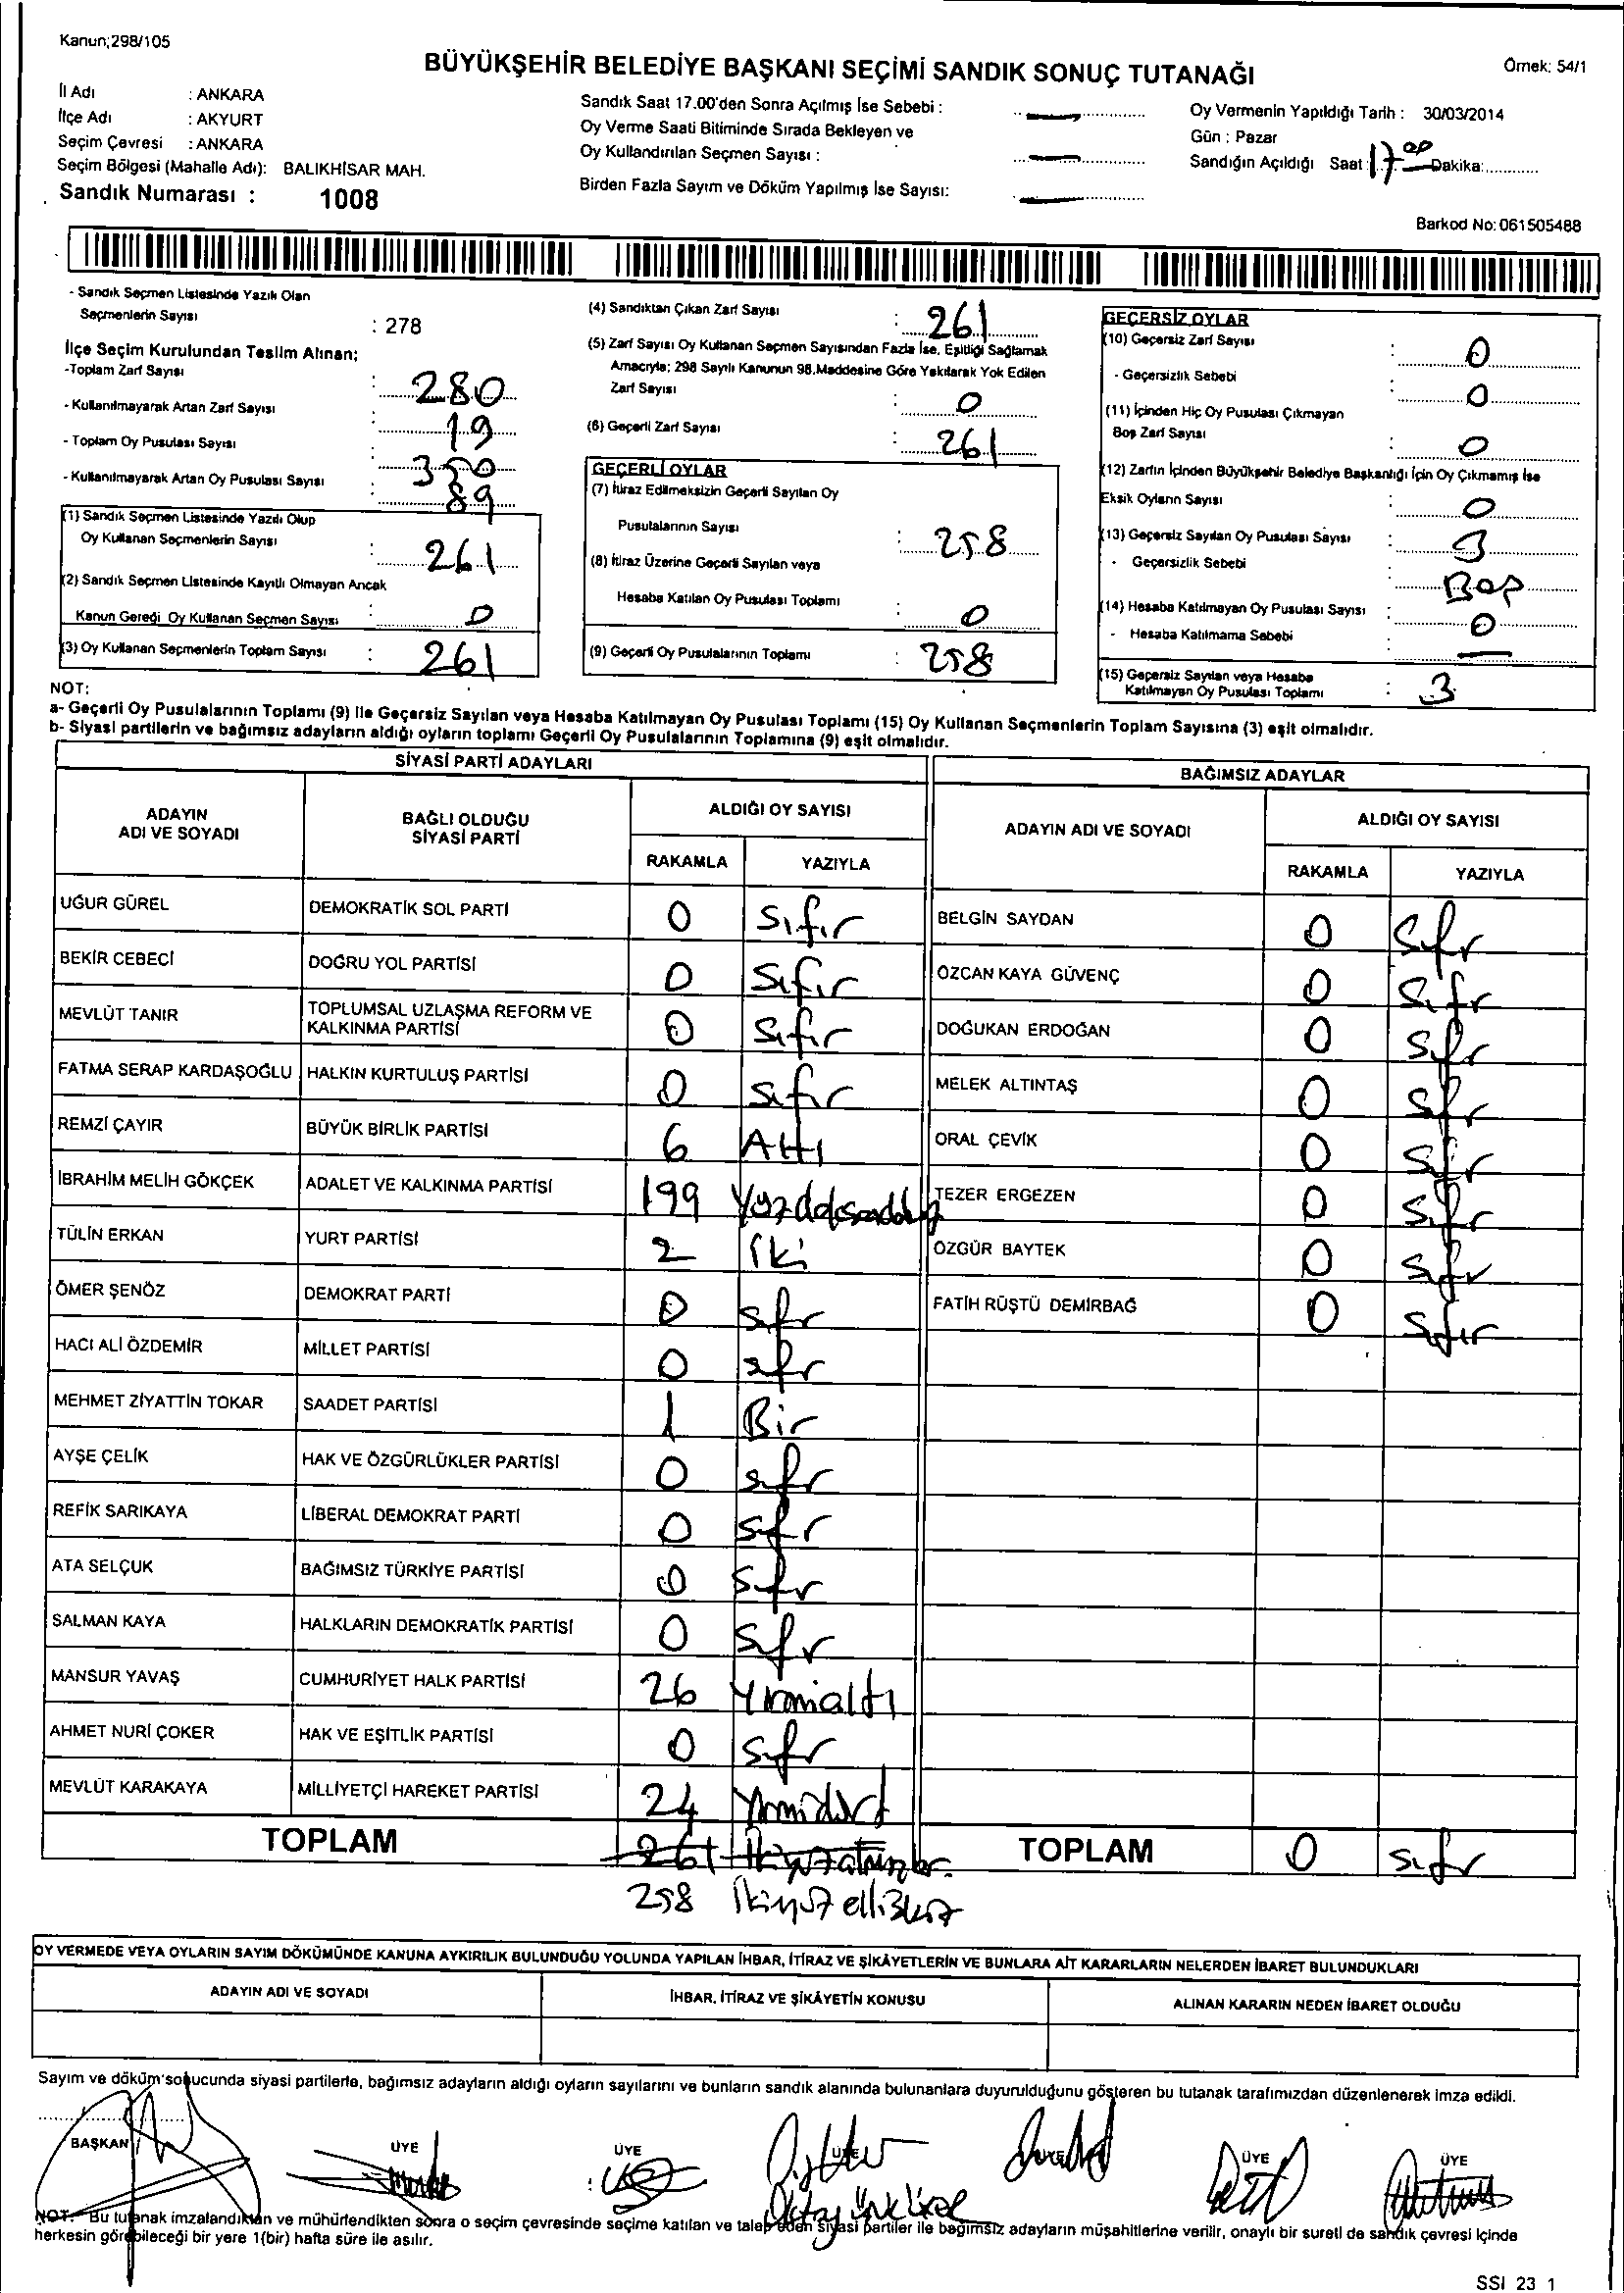 Kanun;298/105
BÜYÜKŞEHİR BELEDİYE BAŞKANI SEÇİMİ SANDIK SONUÇ TUTANAĞI
Örnek: 54/1
İl Adı : ANKARA
İlçe Adı : AKYURT
Seçim Çevresi : ANKARA
Seçim Bölgesi (Mahalle Adı): BALIKHİSAR MAH.
Sandık Numarası : 1008
Sandık Saat 17.00'den Sonra Açılmış İse Sebebi :
Oy Verme Saati Bitiminde Sırada Bekleyen ve
Oy Kullandırılan Seçmen Sayısı :
Birden Fazla Sayım ve Döküm Yapılmış İse Sayısı:
Oy Vermenin Yapıldığı Tarih : 30/03/2014
Gün : Pazar
Sandığın Açıldığı Saat 17 00 Dakika:
Barkod No: 061505488
- Sandık Seçmen Listesinde Yazılı Olan
Seçmenlerin Sayısı : 278
İlçe Seçim Kurulundan Teslim Alınan;
-Toplam Zarf Sayısı : 280
- Kullanılmayarak Artan Zarf Sayısı : 19
- Toplam Oy Pusulası Sayısı : 350
- Kullanılmayarak Artan Oy Pusulası Sayısı : 89
(1) Sandık Seçmen Listesinde Yazılı Olup
Oy Kullanan Seçmenlerin Sayısı : 261
(2) Sandık Seçmen Listesinde Kayıtlı Olmayan Ancak
Kanun Gereği Oy Kullanan Seçmen Sayısı : 0
(3) Oy Kullanan Seçmenlerin Toplam Sayısı : 261
(4) Sandıktan Çıkan Zarf Sayısı : 261
(5) Zarf Sayısı Oy Kullanan Seçmen Sayısından Fazla İse, Eşitliği Sağlamak
Amacıyla; 298 Sayılı Kanunun 98.Maddesine Göre Yakılarak Yok Edilen
Zarf Sayısı : 0
(6) Geçerli Zarf Sayısı : 261
GEÇERLİ OYLAR
(7) İtiraz Edilmeksizin Geçerli Sayılan Oy
Pusulalarının Sayısı : 258
(8) İtiraz Üzerine Geçerli Sayılan veya
Hesaba Katılan Oy Pusulası Toplamı : 0
(9) Geçerli Oy Pusulalarının Toplamı : 258
GEÇERSİZ OYLAR
(10) Geçersiz Zarf Sayısı : 0
- Geçersizlik Sebebi : 0
(11) İçinden Hiç Oy Pusulası Çıkmayan
Boş Zarf Sayısı : 0
(12) Zarfın İçinden Büyükşehir Belediye Başkanlığı İçin Oy Çıkmamış İse
Eksik Oyların Sayısı : 0
(13) Geçersiz Sayılan Oy Pusulası Sayısı : 3
- Geçersizlik Sebebi : Boş
(14) Hesaba Katılmayan Oy Pusulası Sayısı : 0
- Hesaba Katılmama Sebebi :
(15) Geçersiz Sayılan veya Hesaba
Katılmayan Oy Pusulası Toplamı : 3
NOT:
a- Geçerli Oy Pusulalarının Toplamı (9) ile Geçersiz Sayılan veya Hesaba Katılmayan Oy Pusulası Toplamı (15) Oy Kullanan Seçmenlerin Toplam Sayısına (3) eşit olmalıdır.
b- Siyasi partilerin ve bağımsız adayların aldığı oyların toplamı Geçerli Oy Pusulalarının Toplamına (9) eşit olmalıdır.
SİYASİ PARTİ ADAYLARI
ADAYIN ADI VE SOYADI BAĞLI OLDUĞU SİYASİ PARTİ ALDIĞI OY SAYISI
RAKAMLA YAZIYLA
UĞUR GÜREL DEMOKRATİK SOL PARTİ 0 Sıfır
BEKİR CEBECİ DOĞRU YOL PARTİSİ 0 Sıfır
MEVLÜT TANIR TOPLUMSAL UZLAŞMA REFORM VE KALKINMA PARTİSİ 0 Sıfır
FATMA SERAP KARDAŞOĞLU HALKIN KURTULUŞ PARTİSİ 0 Sıfır
REMZİ ÇAYIR BÜYÜK BİRLİK PARTİSİ 6 Altı
İBRAHİM MELİH GÖKÇEK ADALET VE KALKINMA PARTİSİ 199 Yüzdoksandokuz
TÜLİN ERKAN YURT PARTİSİ 2 İki
ÖMER ŞENÖZ DEMOKRAT PARTİ 0 Sıfır
HACI ALİ ÖZDEMİR MİLLET PARTİSİ 0 Sıfır
MEHMET ZİYATTİN TOKAR SAADET PARTİSİ 1 Bir
AYŞE ÇELİK HAK VE ÖZGÜRLÜKLER PARTİSİ 0 Sıfır
REFİK SARIKAYA LİBERAL DEMOKRAT PARTİ 0 Sıfır
ATA SELÇUK BAĞIMSIZ TÜRKİYE PARTİSİ 0 Sıfır
SALMAN KAYA HALKLARIN DEMOKRATİK PARTİSİ 0 Sıfır
MANSUR YAVAŞ CUMHURİYET HALK PARTİSİ 26 Yirmialtı
AHMET NURİ ÇOKER HAK VE EŞİTLİK PARTİSİ 0 Sıfır
MEVLÜT KARAKAYA MİLLİYETÇİ HAREKET PARTİSİ 24 Yirmidört
TOPLAM 261 İkiyüzatmışbir
258 İkiyüz ellisekiz
BAĞIMSIZ ADAYLAR
ADAYIN ADI VE SOYADI ALDIĞI OY SAYISI
RAKAMLA YAZIYLA
BELGİN SAYDAN 0 Sıfır
ÖZCAN KAYA GÜVENÇ 0 Sıfır
DOĞUKAN ERDOĞAN 0 Sıfır
MELEK ALTINTAŞ 0 Sıfır
ORAL ÇEVİK 0 Sıfır
TEZER ERGEZEN 0 Sıfır
ÖZGÜR BAYTEK 0 Sıfır
FATİH RÜŞTÜ DEMİRBAĞ 0 Sıfır
TOPLAM 0 Sıfır
OY VERMEDE VEYA OYLARIN SAYIM DÖKÜMÜNDE KANUNA AYKIRILIK BULUNDUĞU YOLUNDA YAPILAN İHBAR, İTİRAZ VE ŞİKÂYETLERİN VE BUNLARA AİT KARARLARIN NELERDEN İBARET BULUNDUKLARI
ADAYIN ADI VE SOYADI İHBAR, İTİRAZ VE ŞİKÂYETİN KONUSU ALINAN KARARIN NEDEN İBARET OLDUĞU
Sayım ve döküm sonucunda siyasi partilerle, bağımsız adayların aldığı oyların sayılarını ve bunların sandık alanında bulunanlara duyurulduğunu gösteren bu tutanak tarafımızdan düzenlenerek imza edildi.
BAŞKAN ÜYE ÜYE ÜYE ÜYE ÜYE ÜYE
NOT: Bu tutanak imzalandıktan ve mühürlendikten sonra o seçim çevresinde seçime katılan ve talep eden siyasi partiler ile bağımsız adayların müşahitlerine verilir, onaylı bir sureti de sandık çevresi içinde
herkesin görebileceği bir yere 1(bir) hafta süre ile asılır.
SSI 23 1